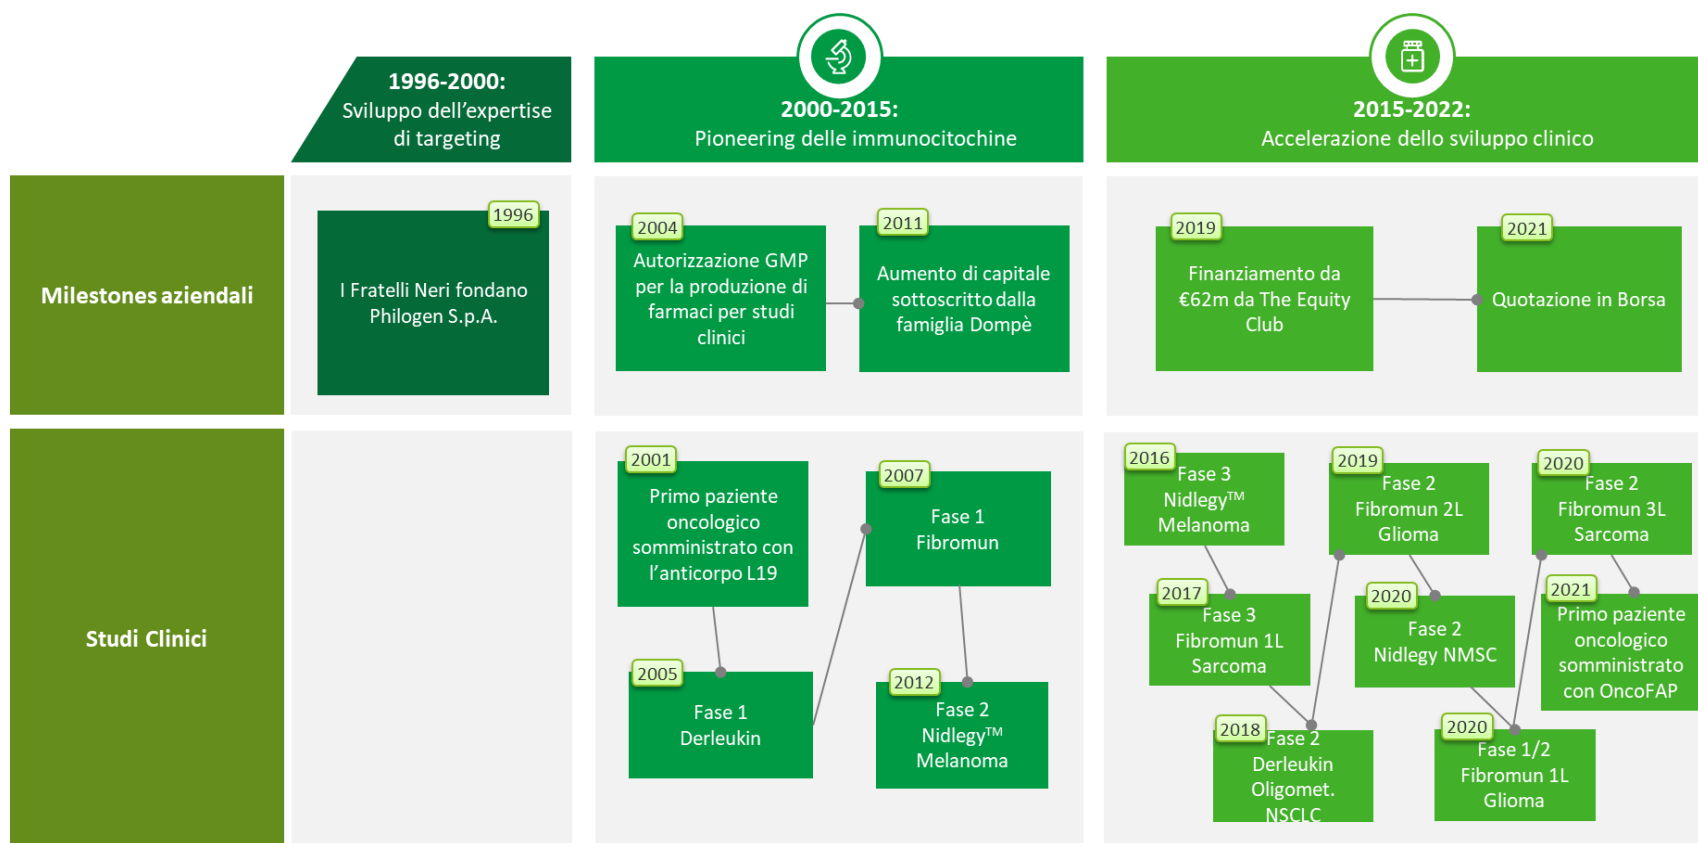 1996-2000:
Sviluppo dell’expertise
di targeting
2000-2015:
Pioneering delle immunocitochine
2015-2022:
Accelerazione dello sviluppo clinico
Milestones aziendali
1996
I Fratelli Neri fondano
Philogen S.p.A.
2004
Autorizzazione GMP
per la produzione di
farmaci per studi
clinici
2011
Aumento di capitale
sottoscritto dalla
famiglia Dompè
2019
Finanziamento da
€62m da The Equity
Club
2021
Quotazione in Borsa
Studi Clinici
2001
Primo paziente
oncologico
somministrato con
l’anticorpo L19
2005
Fase 1
Derleukin
2007
Fase 1
Fibromun
2012
Fase 2
Nidlegy™
Melanoma
2016
Fase 3
Nidlegy™
Melanoma
2017
Fase 3
Fibromun 1L
Sarcoma
2018
Fase 2
Derleukin
Oligomet.
NSCLC
2019
Fase 2
Fibromun 2L
Glioma
2020
Fase 2
Nidlegy NMSC
2020
Fase 1/2
Fibromun 1L
Glioma
2020
Fase 2
Fibromun 3L
Sarcoma
2021
Primo paziente
oncologico
somministrato
con OncoFAP